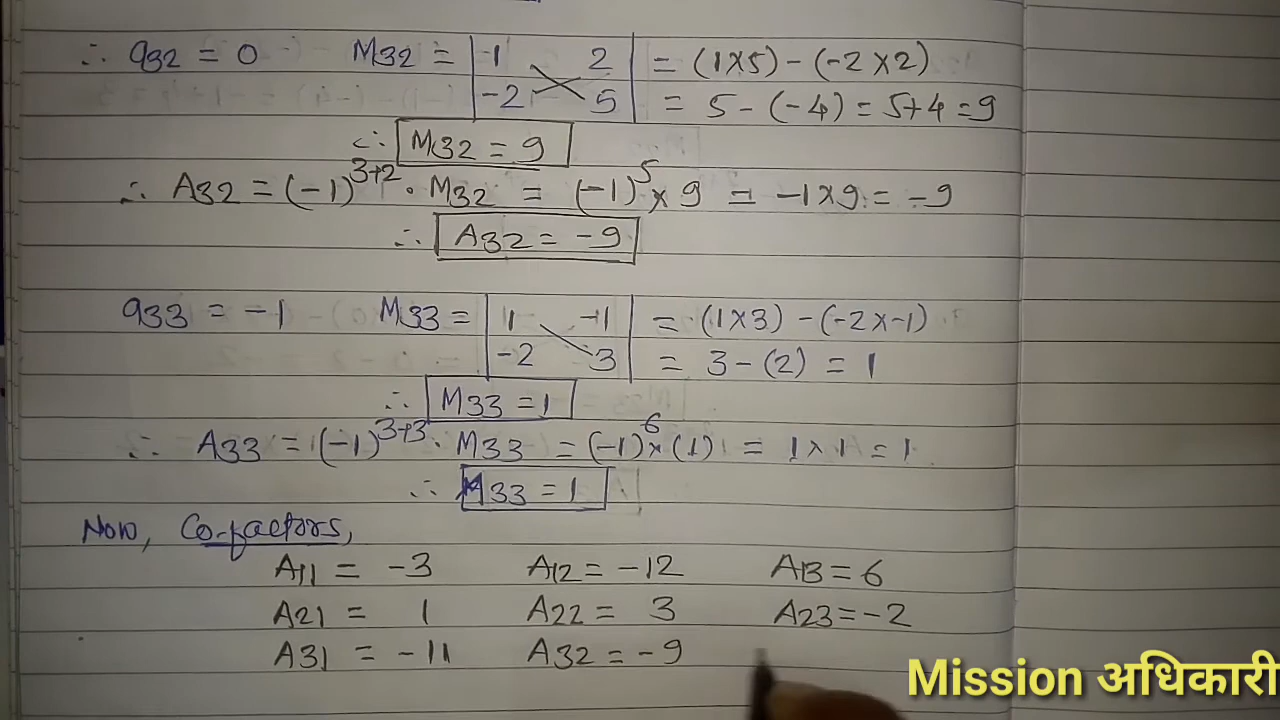 ∴ a32 = 0 M32 = | 1 2 | = (1×5) - (-2×2)
| -2 5 | = 5 - (-4) = 5+4 = 9
∴ M32 = 9
∴ A32 = (-1)^3+2 · M32 = (-1)^5 × 9 = -1×9 = -9
∴ A32 = -9
a33 = -1 M33 = | 1 -1 | = (1×3) - (-2×-1)
| -2 3 | = 3 - (2) = 1
∴ M33 = 1
∴ A33 = (-1)^3+3 · M33 = (-1)^6 × (1) = 1×1 = 1
∴ M33 = 1
Now, Co-factors,
A11 = -3 A12 = -12 A13 = 6
A21 = 1 A22 = 3 A23 = -2
A31 = -11 A32 = -9
Mission अधिकारी